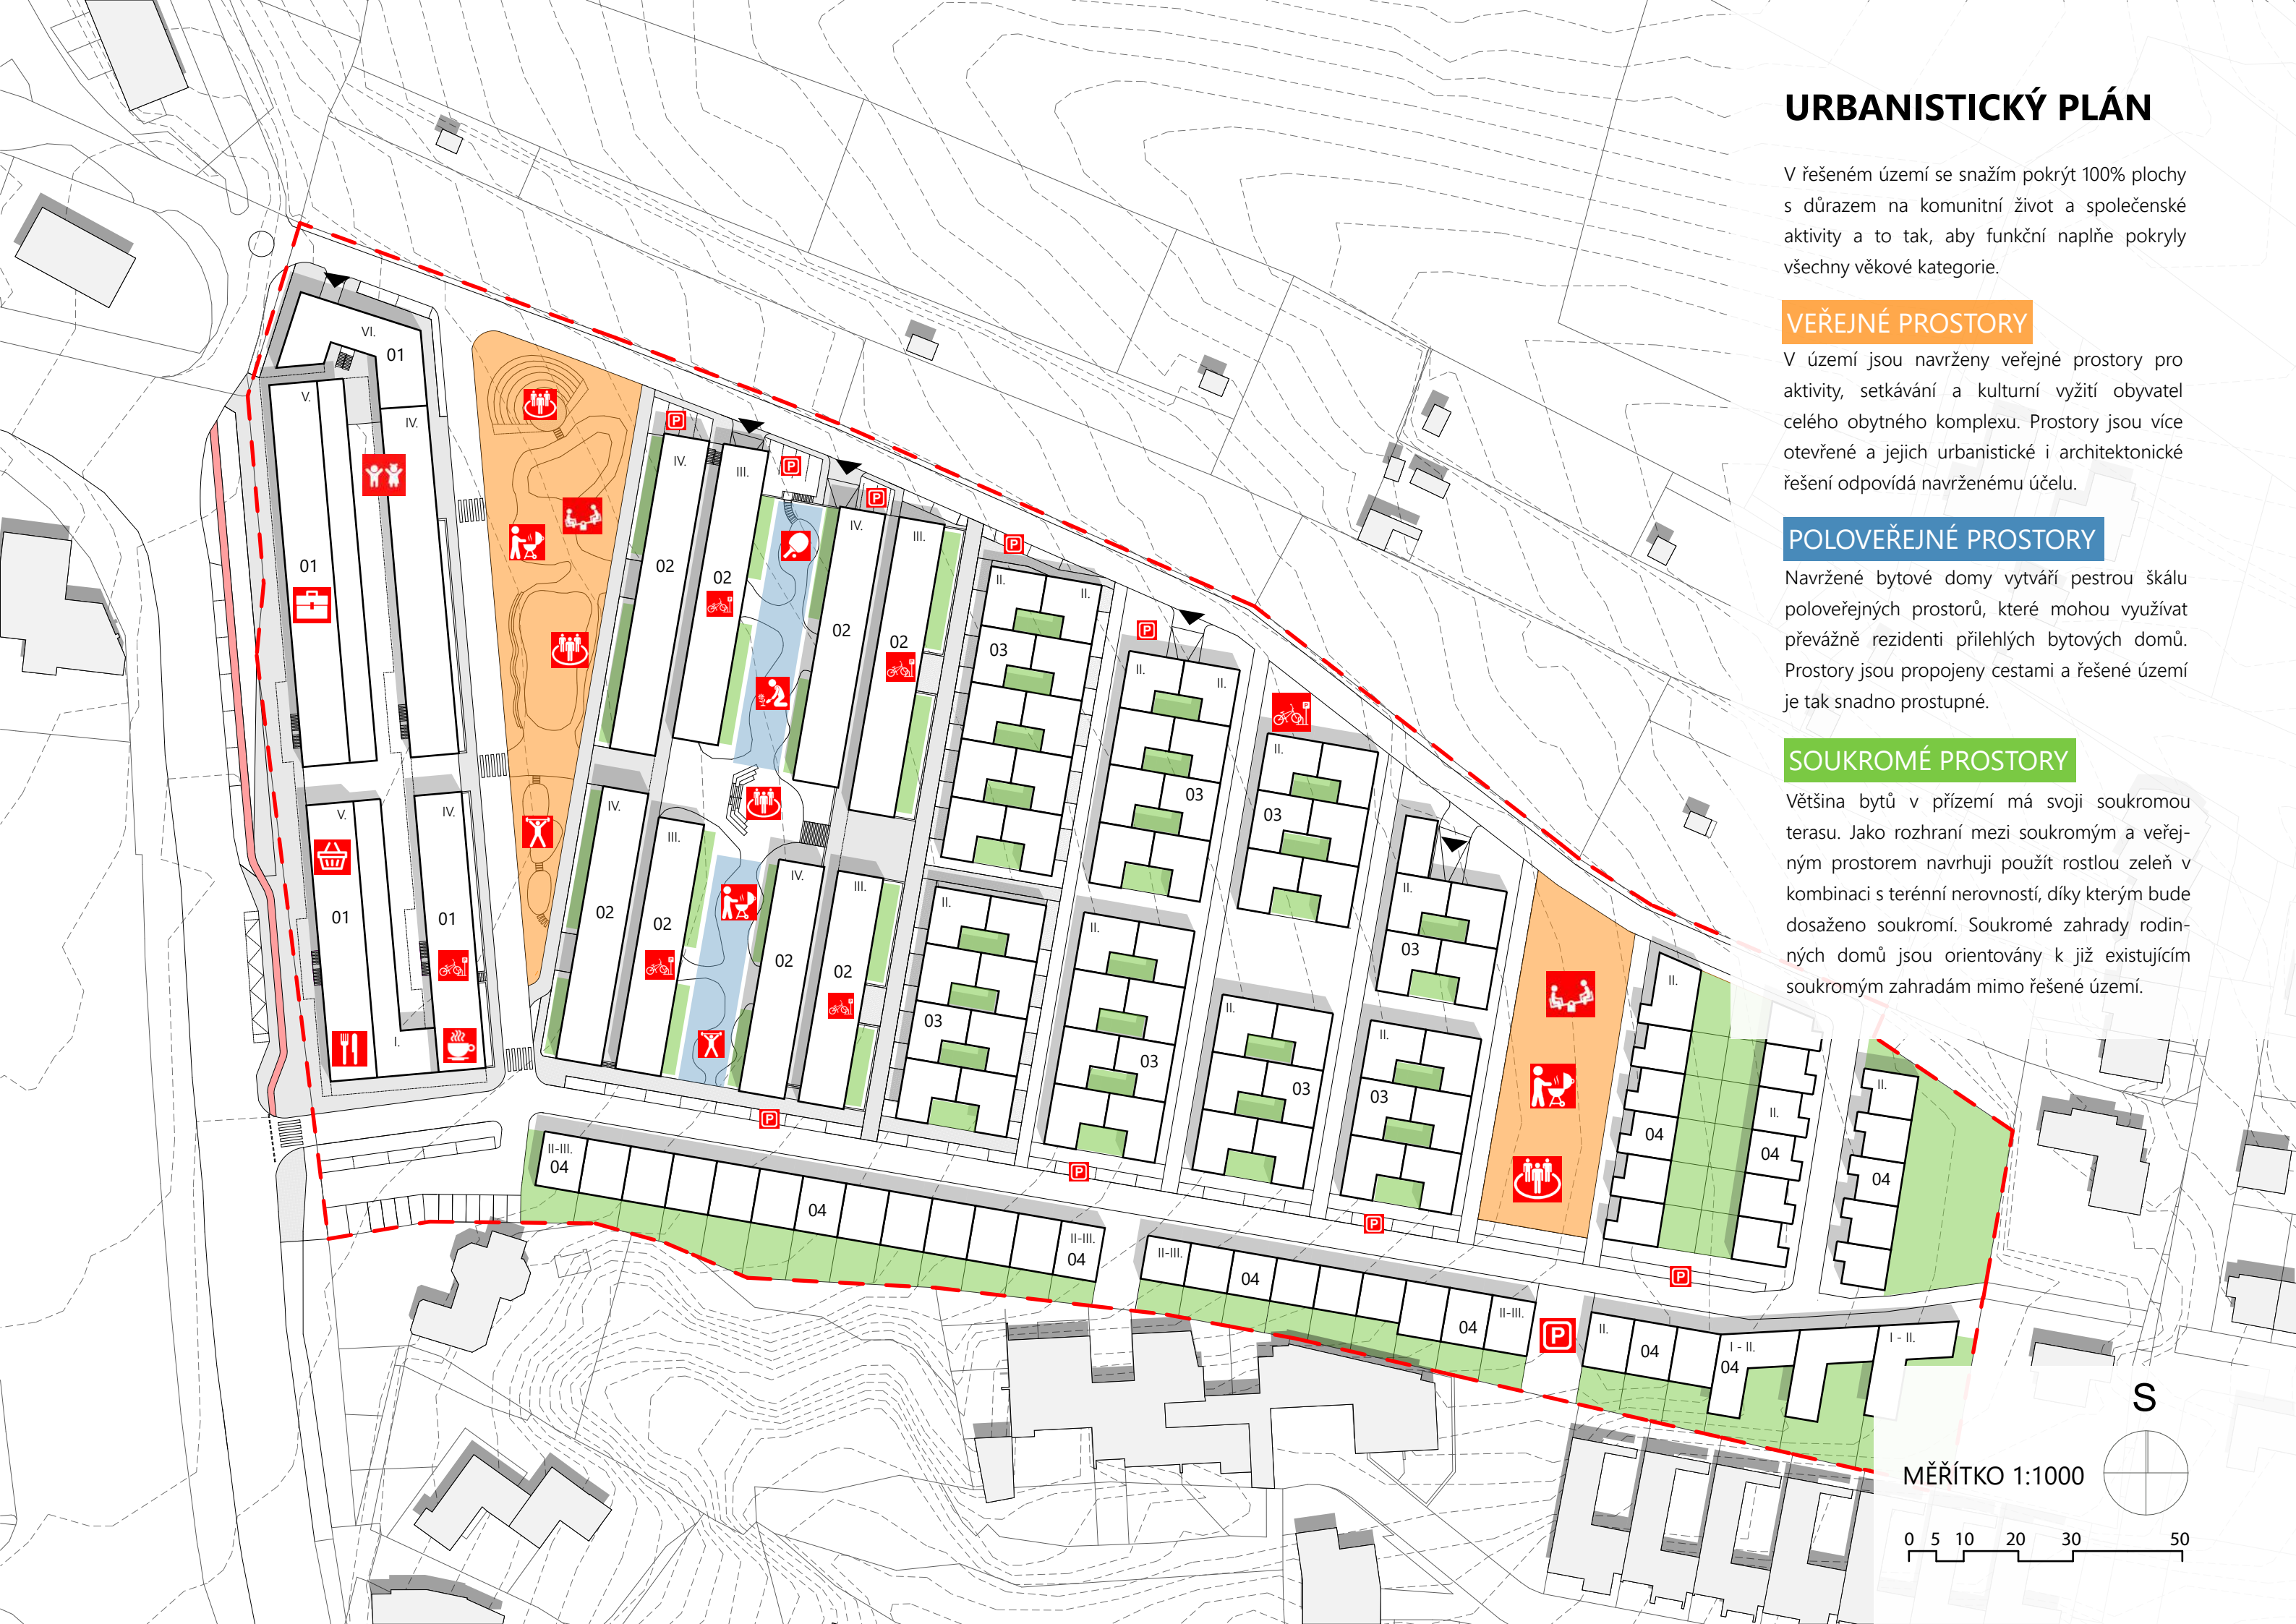 URBANISTICKÝ PLÁN
V řešeném území se snažím pokrýt 100% plochy
s důrazem na komunitní život a společenské
aktivity a to tak, aby funkční naplňe pokryly
všechny věkové kategorie.
VEŘEJNÉ PROSTORY
V území jsou navrženy veřejné prostory pro
aktivity, setkávání a kulturní vyžití obyvatel
celého obytného komplexu. Prostory jsou více
otevřené a jejich urbanistické i architektonické
řešení odpovídá navrženému účelu.
POLOVEŘEJNÉ PROSTORY
Navržené bytové domy vytváří pestrou škálu
poloveřejných prostorů, které mohou využívat
převážně rezidenti přilehlých bytových domů.
Prostory jsou propojeny cestami a řešené území
je tak snadno prostupné.
SOUKROMÉ PROSTORY
Většina bytů v přízemí má svoji soukromou
terasu. Jako rozhraní mezi soukromým a veřej-
ným prostorem navrhuji použít rostlou zeleň v
kombinaci s terénní nerovností, díky kterým bude
dosaženo soukromí. Soukromé zahrady rodin-
ných domů jsou orientovány k již existujícím
soukromým zahradám mimo řešené území.
VI.
01
V.
IV.
01
V.
IV.
01
01
I.
P
IV.
III.
P
P
IV.
III.
02
02
02
02
IV.
III.
IV.
III.
02
02
02
02
P
II.
II.
03
P
II.
II.
03
II.
03
II.
03
II.
03
II.
03
II.
03
II.
03
II.
04
II.
04
II.
04
P
P
P
P
II-III.
04
04
II-III.
04
II-III.
04
04
II-III.
P
II.
04
I - II.
04
I - II.
S
MĚŘÍTKO 1:1000
0 5 10 20 30 50